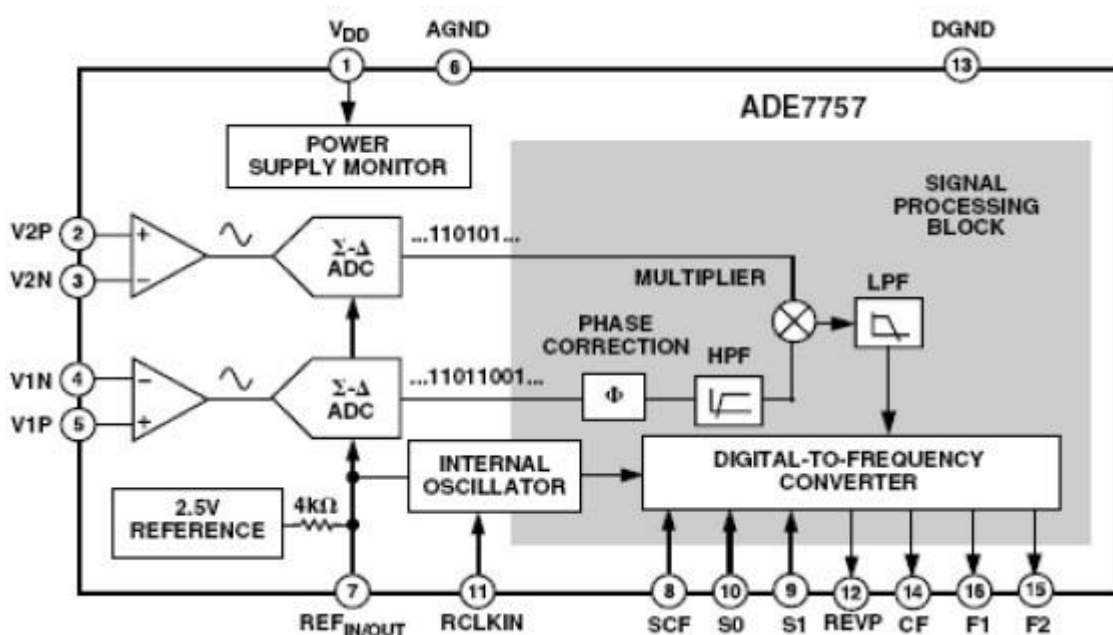 VDD
AGND
DGND
1
6
13
ADE7757
POWER
SUPPLY MONITOR
SIGNAL
PROCESSING
BLOCK
V2P
2
+
V2N
3
−
Σ-Δ
ADC
...110101...
MULTIPLIER
LPF
PHASE
CORRECTION
HPF
V1N
4
−
V1P
5
+
Σ-Δ
ADC
...11011001...
Φ
INTERNAL
OSCILLATOR
DIGITAL-TO-FREQUENCY
CONVERTER
2.5V
REFERENCE
4kΩ
7
11
8
10
9
12
14
16
15
REFIN/OUT
RCLKIN
SCF
S0
S1
REVP
CF
F1
F2